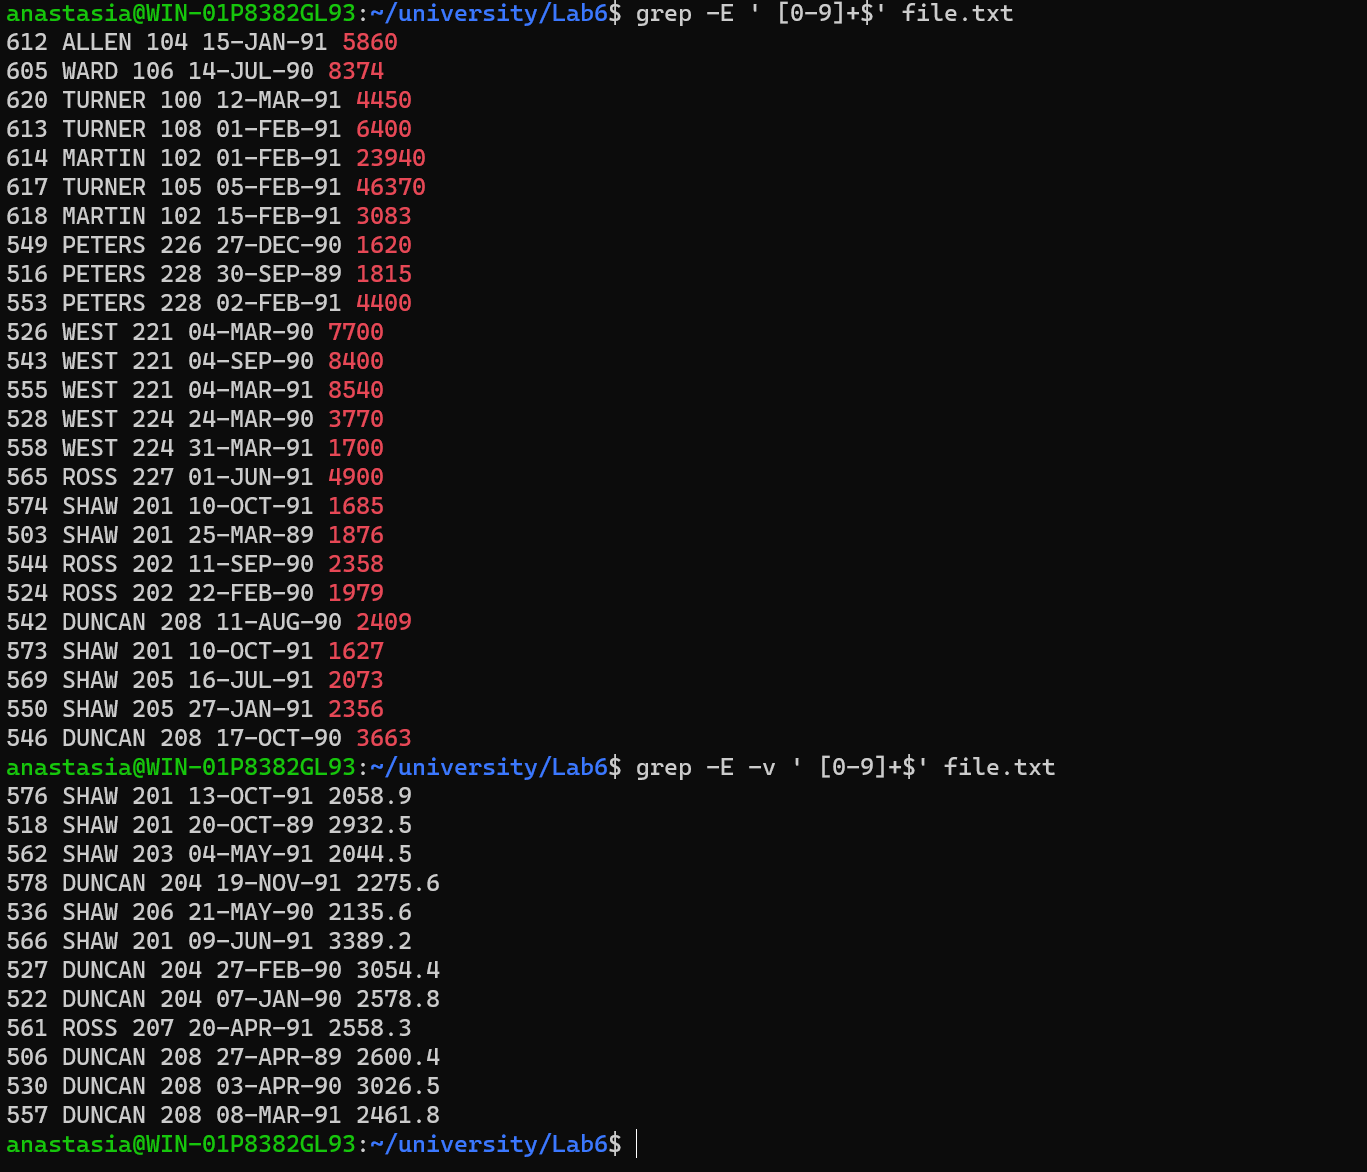 anastasia@WIN-01P8382GL93:~/university/Lab6$ grep -E ' [0-9]+$' file.txt
612 ALLEN 104 15-JAN-91 5860
605 WARD 106 14-JUL-90 8374
620 TURNER 100 12-MAR-91 4450
613 TURNER 108 01-FEB-91 6400
614 MARTIN 102 01-FEB-91 23940
617 TURNER 105 05-FEB-91 46370
618 MARTIN 102 15-FEB-91 3083
549 PETERS 226 27-DEC-90 1620
516 PETERS 228 30-SEP-89 1815
553 PETERS 228 02-FEB-91 4400
526 WEST 221 04-MAR-90 7700
543 WEST 221 04-SEP-90 8400
555 WEST 221 04-MAR-91 8540
528 WEST 224 24-MAR-90 3770
558 WEST 224 31-MAR-91 1700
565 ROSS 227 01-JUN-91 4900
574 SHAW 201 10-OCT-91 1685
503 SHAW 201 25-MAR-89 1876
544 ROSS 202 11-SEP-90 2358
524 ROSS 202 22-FEB-90 1979
542 DUNCAN 208 11-AUG-90 2409
573 SHAW 201 10-OCT-91 1627
569 SHAW 205 16-JUL-91 2073
550 SHAW 205 27-JAN-91 2356
546 DUNCAN 208 17-OCT-90 3663
anastasia@WIN-01P8382GL93:~/university/Lab6$ grep -E -v ' [0-9]+$' file.txt
576 SHAW 201 13-OCT-91 2058.9
518 SHAW 201 20-OCT-89 2932.5
562 SHAW 203 04-MAY-91 2044.5
578 DUNCAN 204 19-NOV-91 2275.6
536 SHAW 206 21-MAY-90 2135.6
566 SHAW 201 09-JUN-91 3389.2
527 DUNCAN 204 27-FEB-90 3054.4
522 DUNCAN 204 07-JAN-90 2578.8
561 ROSS 207 20-APR-91 2558.3
506 DUNCAN 208 27-APR-89 2600.4
530 DUNCAN 208 03-APR-90 3026.5
557 DUNCAN 208 08-MAR-91 2461.8
anastasia@WIN-01P8382GL93:~/university/Lab6$